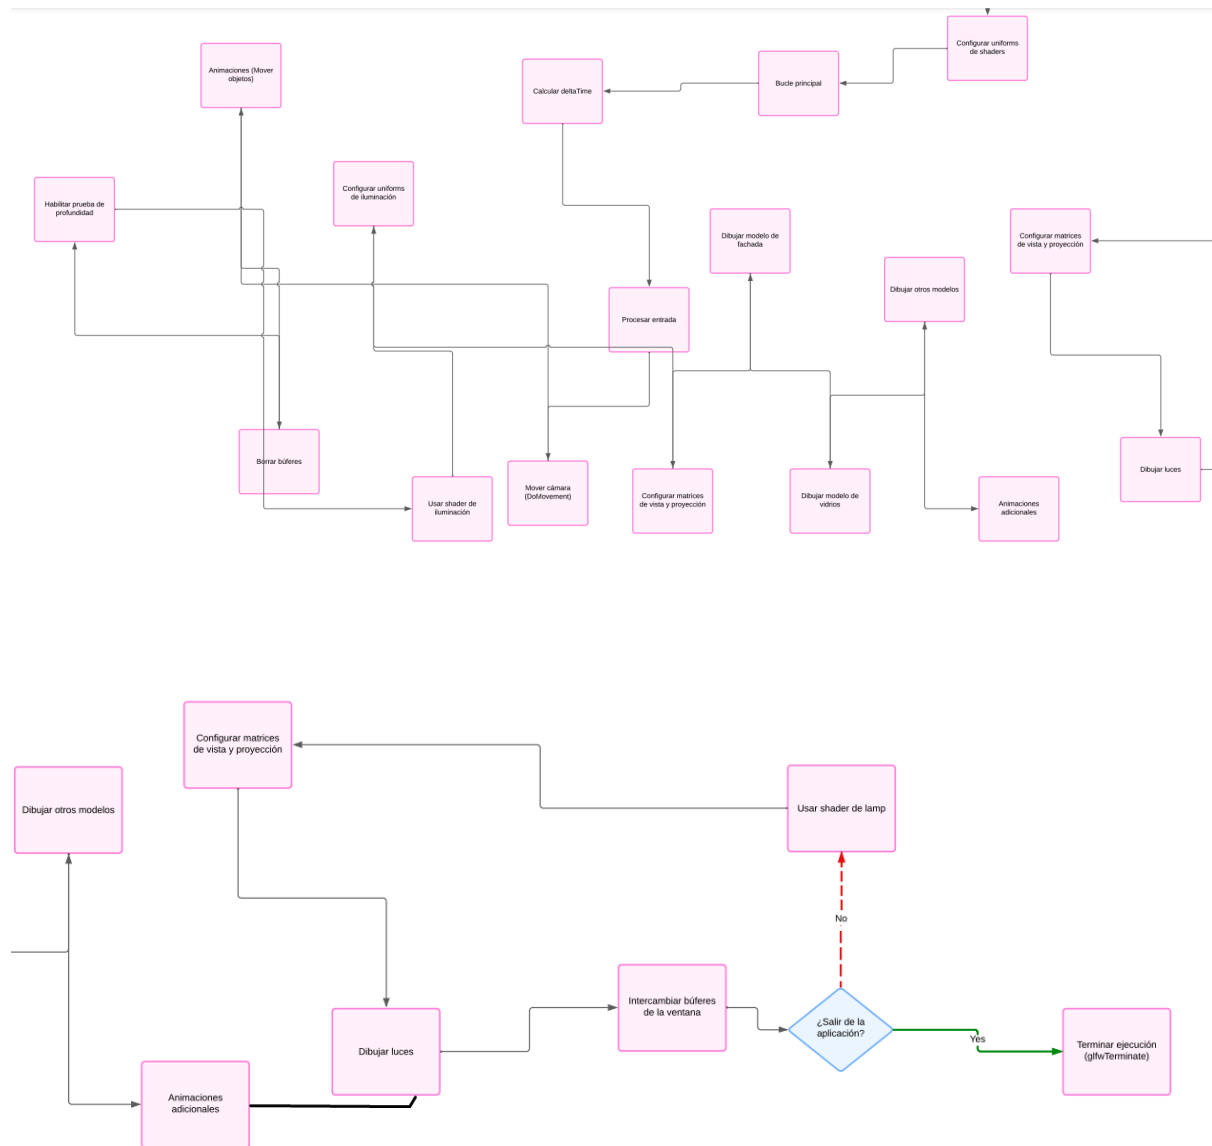 Configurar uniforms
de shaders
Animaciones (Mover
objetos)
Bucle principal
Calcular deltaTime
Configurar uniforms
de iluminación
Habilitar prueba de
profundidad
Dibujar modelo de
fachada
Configurar matrices
de vista y proyección
Dibujar otros modelos
Procesar entrada
Borrar búferes
Dibujar luces
Mover cámara
(DoMovement)
Configurar matrices
de vista y proyección
Dibujar modelo de
vidrios
Usar shader de
iluminación
Animaciones
adicionales
Configurar matrices
de vista y proyección
Dibujar otros modelos
Usar shader de lamp
No
Intercambiar búferes
de la ventana
¿Salir de la
aplicación?
Yes
Terminar ejecución
(glfwTerminate)
Dibujar luces
Animaciones
adicionales